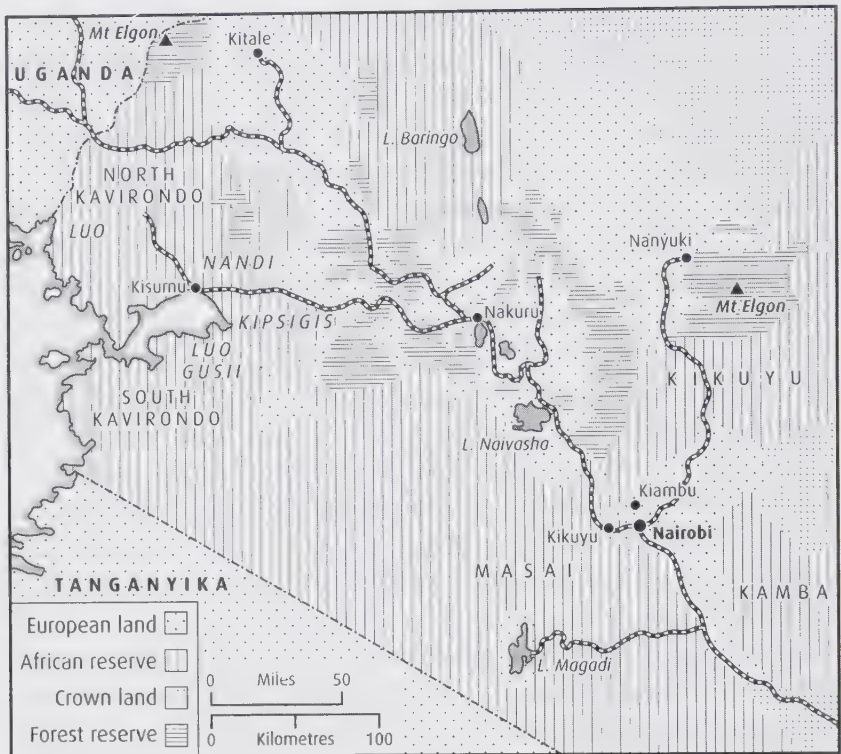 Mt Elgon
Kitale
UGANDA
L. Baringo
NORTH
KAVIRONDO
LUO
Nanyuki
NANDI
Kisumu
Mt Elgon
Nakuru
KIPSIGIS
LUO
GUSII
KIKUYU
SOUTH
KAVIRONDO
L. Naivasha
Kiambu
Kikuyu
Nairobi
MASAI
TANGANYIKA
KAMBA
European land
African reserve
Crown land
Forest reserve
0 Miles 50
0 Kilometres 100
L. Magadi